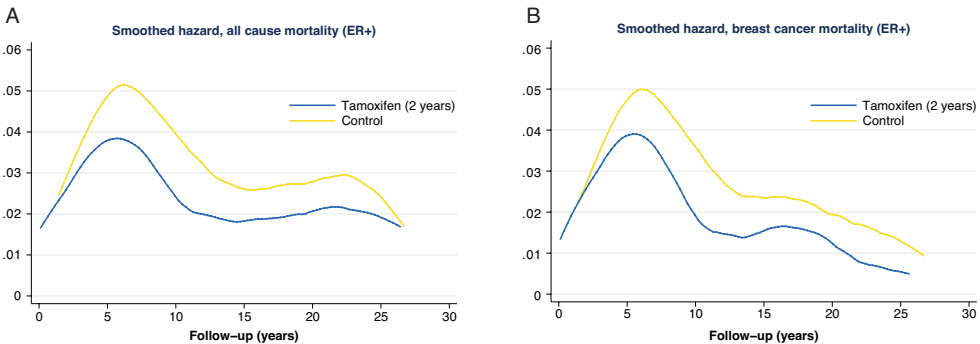 A
Smoothed hazard, all cause mortality (ER+)
.06
.05
.04
.03
.02
.01
0
Tamoxifen (2 years)
Control
0 5 10 15 20 25 30
Follow–up (years)
B
Smoothed hazard, breast cancer mortality (ER+)
.06
.05
.04
.03
.02
.01
0
Tamoxifen (2 years)
Control
0 5 10 15 20 25 30
Follow–up (years)